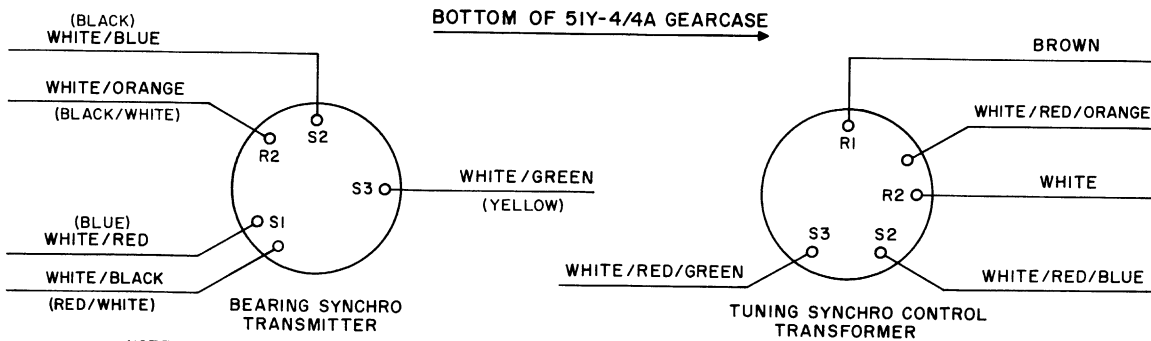 BOTTOM OF 51Y-4/4A GEARCASE
(BLACK)
WHITE/BLUE
WHITE/ORANGE
(BLACK/WHITE)
S2
R2
S3
WHITE/GREEN
(YELLOW)
(BLUE)
WHITE/RED
S1
WHITE/BLACK
(RED/WHITE)
BEARING SYNCHRO
TRANSMITTER
BROWN
R1
WHITE/RED/ORANGE
R2
WHITE
S3
S2
WHITE/RED/GREEN
WHITE/RED/BLUE
TUNING SYNCHRO CONTROL
TRANSFORMER